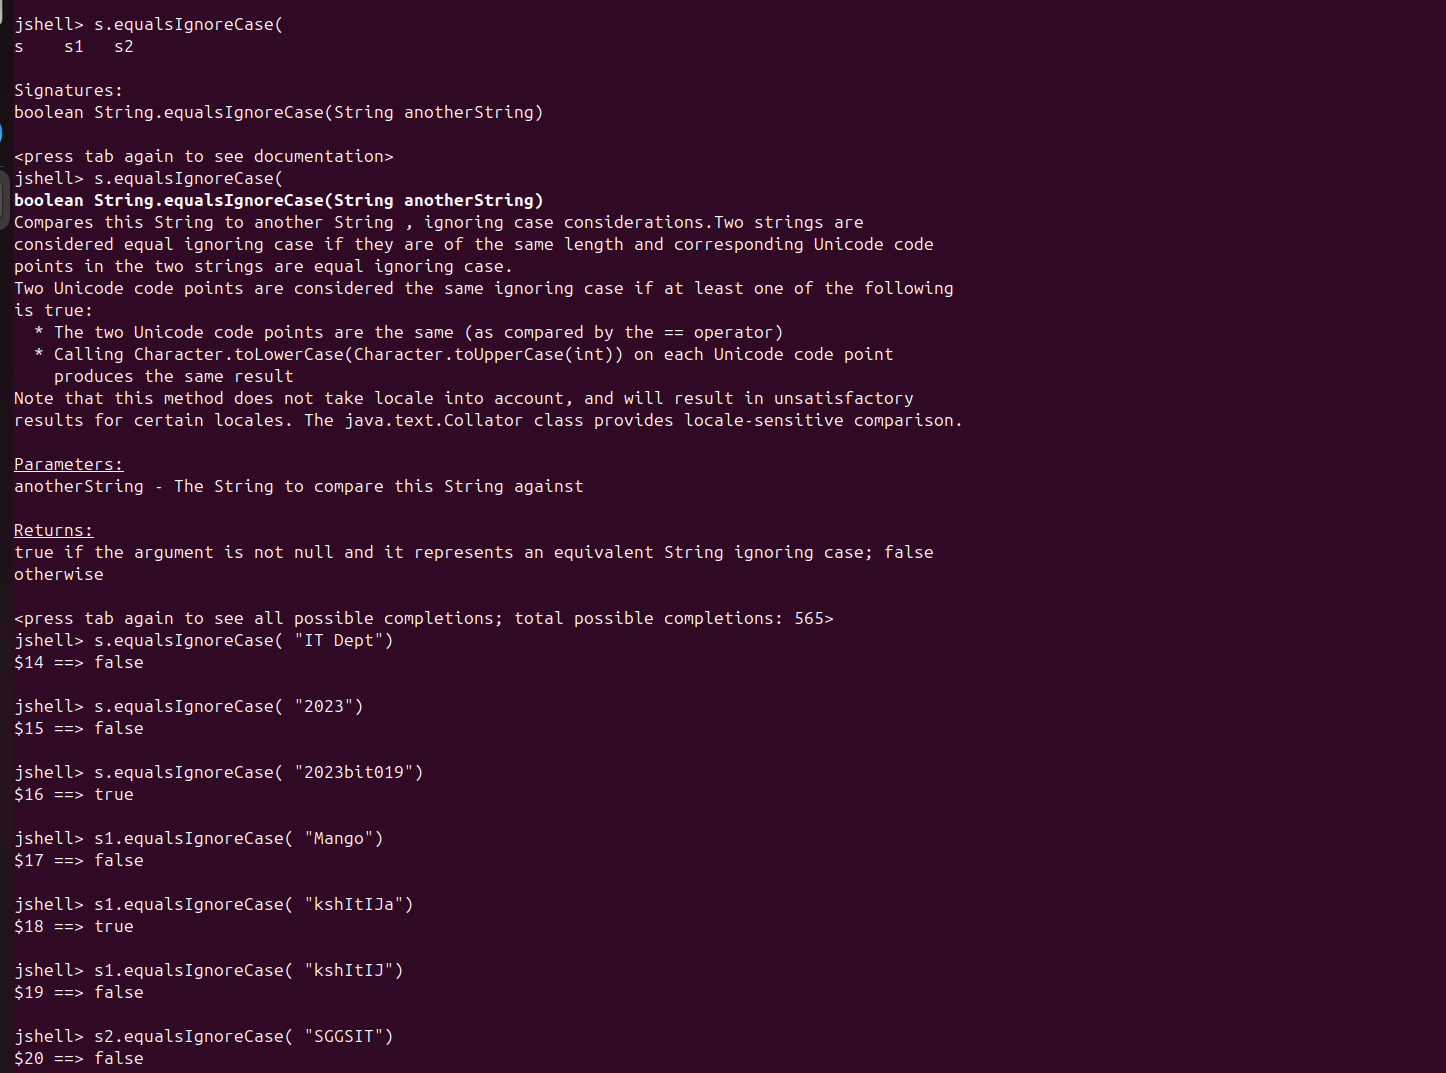 jshell> s.equalsIgnoreCase(
s    s1   s2
Signatures:
boolean String.equalsIgnoreCase(String anotherString)
<press tab again to see documentation>
jshell> s.equalsIgnoreCase(
boolean String.equalsIgnoreCase(String anotherString)
Compares this String to another String , ignoring case considerations.Two strings are
considered equal ignoring case if they are of the same length and corresponding Unicode code
points in the two strings are equal ignoring case.
Two Unicode code points are considered the same ignoring case if at least one of the following
is true:
  * The two Unicode code points are the same (as compared by the == operator)
  * Calling Character.toLowerCase(Character.toUpperCase(int)) on each Unicode code point
    produces the same result
Note that this method does not take locale into account, and will result in unsatisfactory
results for certain locales. The java.text.Collator class provides locale-sensitive comparison.
Parameters:
anotherString - The String to compare this String against
Returns:
true if the argument is not null and it represents an equivalent String ignoring case; false
otherwise
<press tab again to see all possible completions; total possible completions: 565>
jshell> s.equalsIgnoreCase( "IT Dept")
$14 ==> false
jshell> s.equalsIgnoreCase( "2023")
$15 ==> false
jshell> s.equalsIgnoreCase( "2023bit019")
$16 ==> true
jshell> s1.equalsIgnoreCase( "Mango")
$17 ==> false
jshell> s1.equalsIgnoreCase( "kshItIJa")
$18 ==> true
jshell> s1.equalsIgnoreCase( "kshItIJ")
$19 ==> false
jshell> s2.equalsIgnoreCase( "SGGSIT")
$20 ==> false